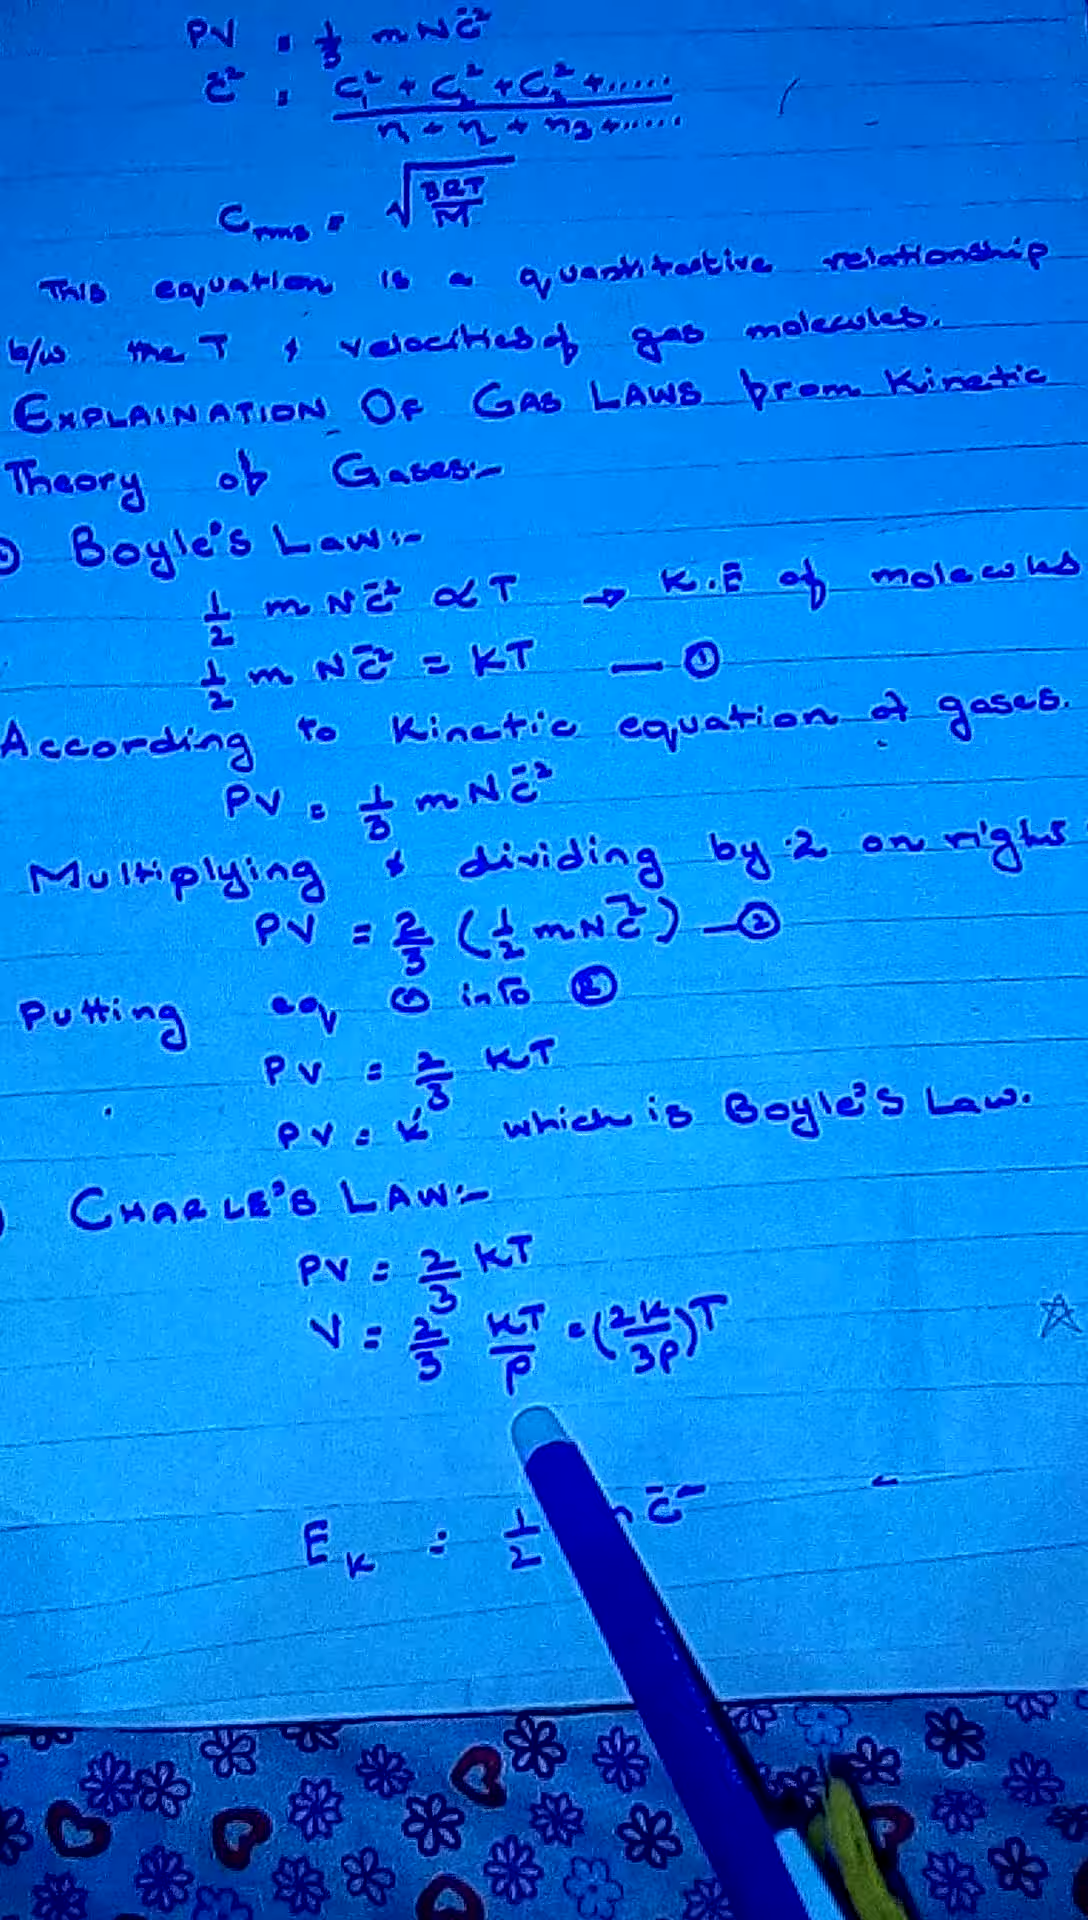 PV = 1/3 mNc̄²
c̄² = (C₁² + C₂² + C₃² + ......)/(n₁ + n₂ + n₃ + ......)
Crms = √(3RT/M)
This equation is a quantitative relationship
b/w the T & velocities of gas molecules.
EXPLAINATION OF GAS LAWS from Kinetic
Theory of Gases:-
Boyle's Law:-
1/2 mNc̄² ∝ T → K.E of molecules
1/2 mNc̄² = KT — ①
According to Kinetic equation of gases.
PV = 1/3 mNc̄²
Multiplying & dividing by 2 on right
PV = 2/3 (1/2 mNc̄²) — ②
Putting eq ① into ②
PV = 2/3 KT
PV = K' which is Boyle's Law.
CHARLE'S LAW:-
PV = 2/3 KT
V = 2/3 KT/P = (2K/3P)T
EK = 1/2 c̄